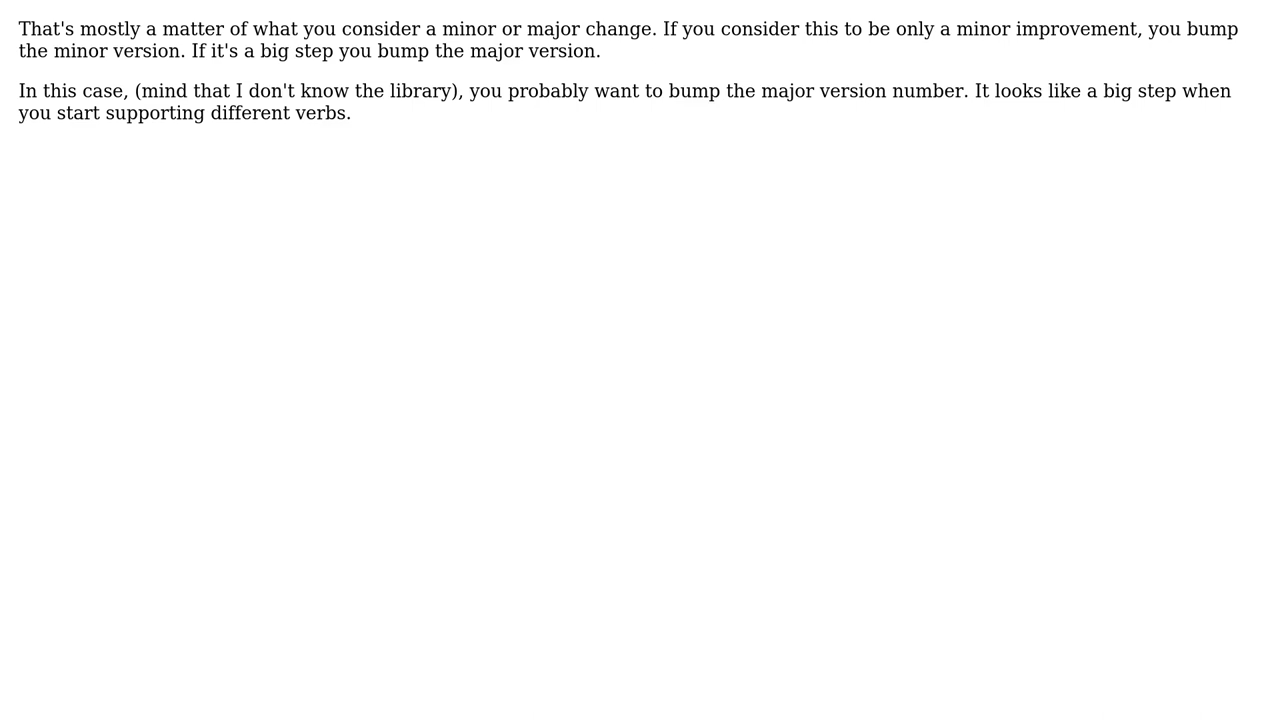 That's mostly a matter of what you consider a minor or major change. If you consider this to be only a minor improvement, you bump
the minor version. If it's a big step you bump the major version.
In this case, (mind that I don't know the library), you probably want to bump the major version number. It looks like a big step when
you start supporting different verbs.